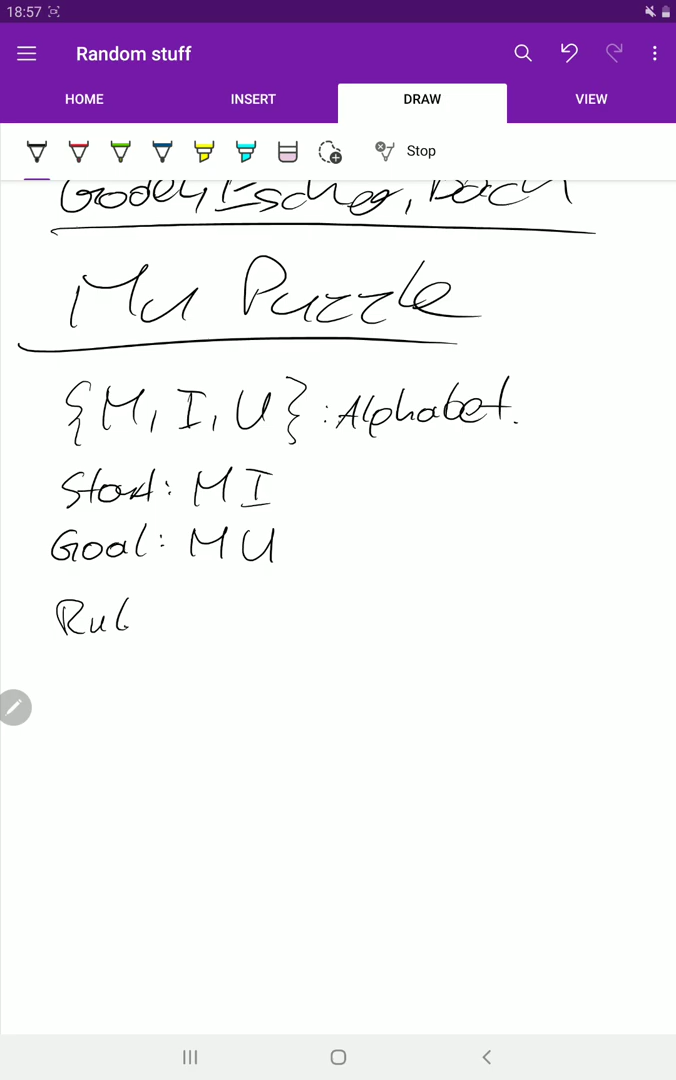 18:57
Random stuff
HOME INSERT DRAW VIEW
Stop
Godel, Escher, Bach
Mu Puzzle
{M, I, U} : Alphabet.
Start: MI
Goal: MU
Rul